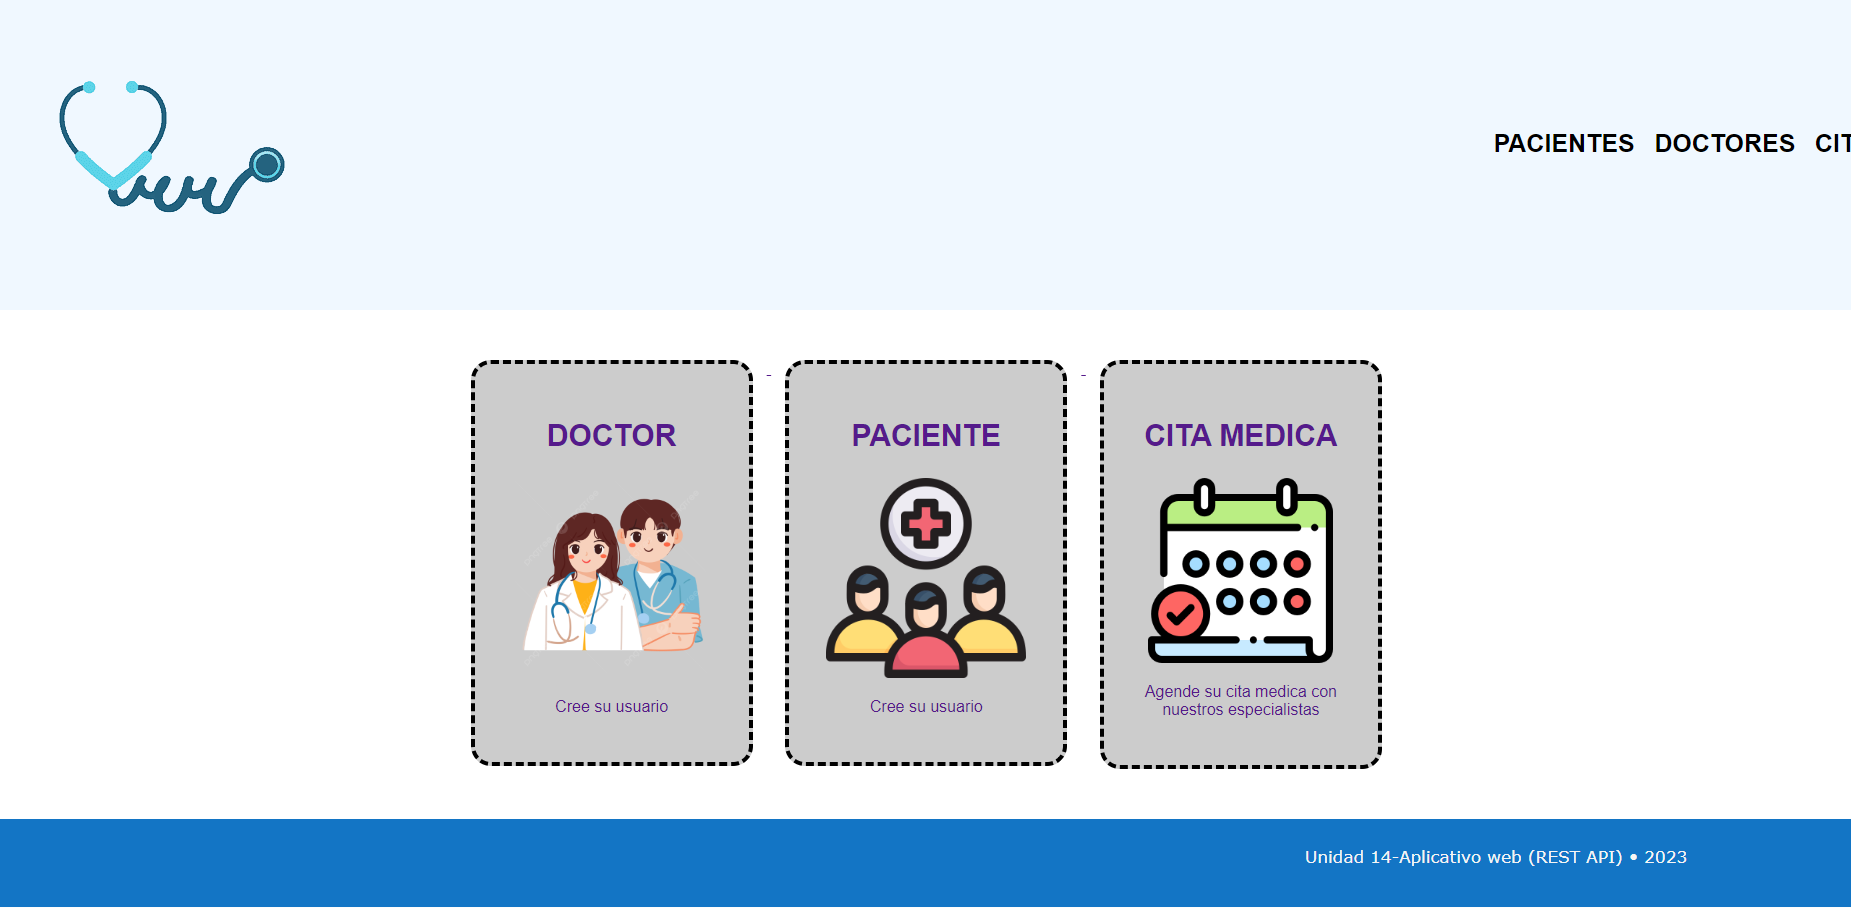 PACIENTES DOCTORES CIT
DOCTOR
Cree su usuario
-
PACIENTE
Cree su usuario
-
CITA MEDICA
Agende su cita medica con
nuestros especialistas
Unidad 14-Aplicativo web (REST API) • 2023